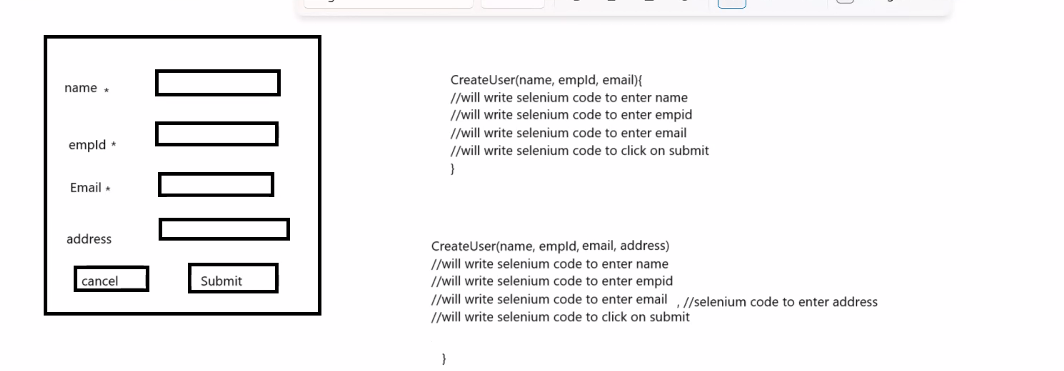 name *
empId *
Email *
address
cancel
Submit
CreateUser(name, empId, email){
//will write selenium code to enter name
//will write selenium code to enter empid
//will write selenium code to enter email
//will write selenium code to click on submit
}
CreateUser(name, empId, email, address)
//will write selenium code to enter name
//will write selenium code to enter empid
//will write selenium code to enter email , //selenium code to enter address
//will write selenium code to click on submit
}